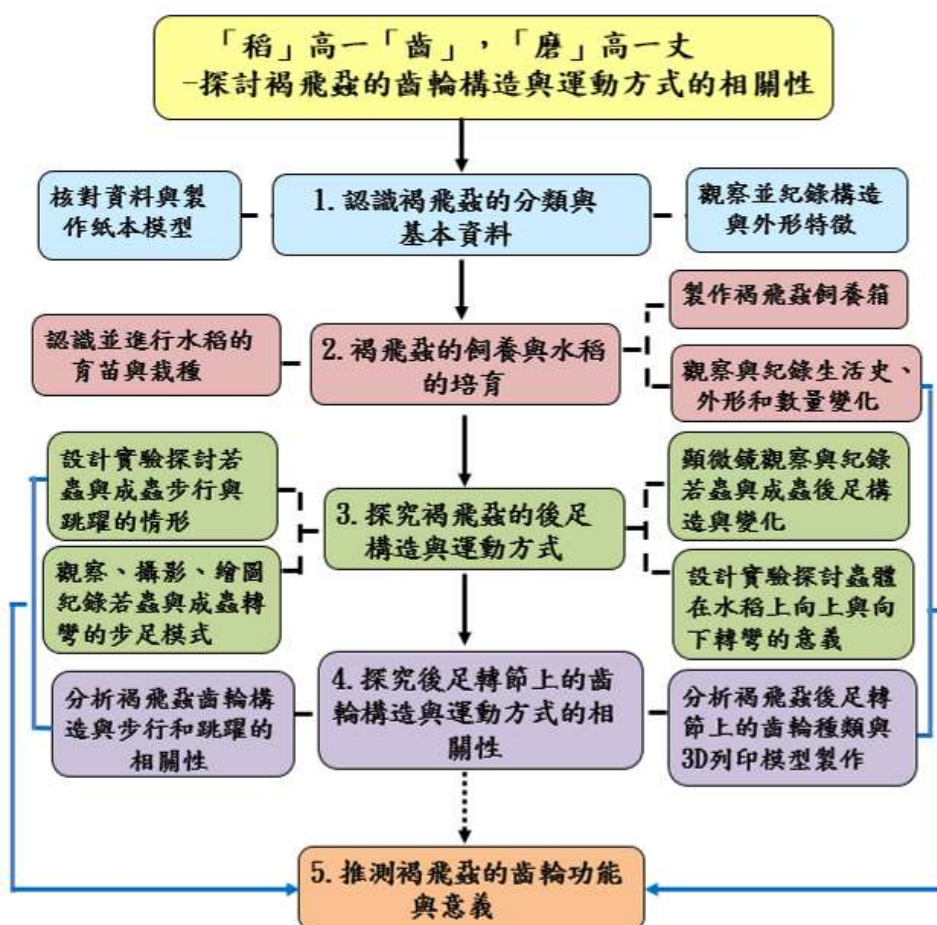 「稻」高一「齒」，「磨」高一丈
-探討褐飛蝨的齒輪構造與運動方式的相關性
核對資料與製
作紙本模型
1.認識褐飛蝨的分類與
基本資料
觀察並紀錄構造
與外形特徵
認識並進行水稻的
育苗與栽種
2.褐飛蝨的飼養與水稻
的培育
製作褐飛蝨飼養箱
觀察與紀錄生活史、
外形和數量變化
設計實驗探討若
蟲與成蟲步行與
跳躍的情形
觀察、攝影、繪圖
紀錄若蟲與成蟲轉
彎的步足模式
3.探究褐飛蝨的後足
構造與運動方式
顯微鏡觀察與紀錄
若蟲與成蟲後足構
造與變化
設計實驗探討蟲體
在水稻上向上與向
下轉彎的意義
分析褐飛蝨齒輪構
造與步行和跳躍的
相關性
4.探究後足轉節上的齒
輪構造與運動方式的相
關性
分析褐飛蝨後足轉
節上的齒輪種類與
3D列印模型製作
5.推測褐飛蝨的齒輪功能
與意義